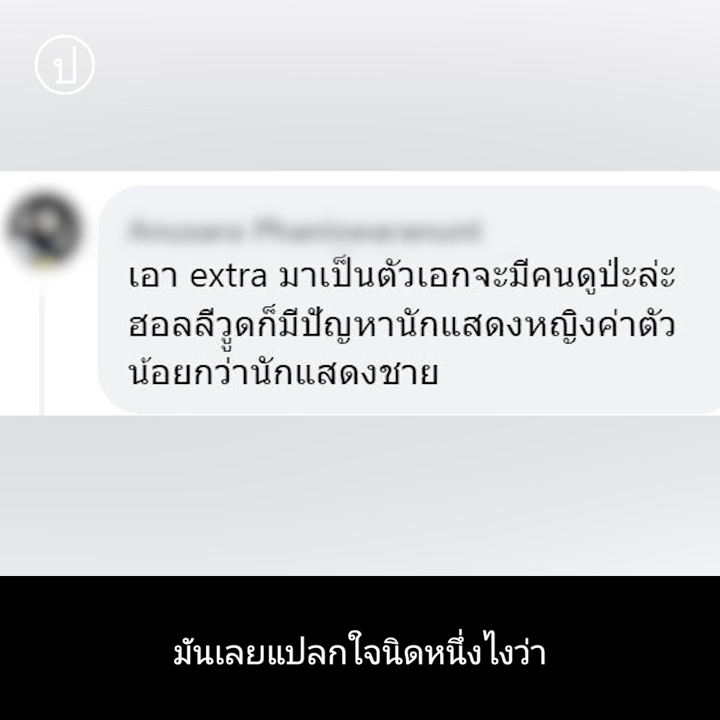 ป
เอา extra มาเป็นตัวเอกจะมีคนดูป่ะล่ะ
ฮอลลีวู๔ดก็มีปัญหานักแสดงหญิงค่าตัว
น้อยกว่านักแสดงชาย
มันเลยแปลกใจนิดหนึ่งไงว่า